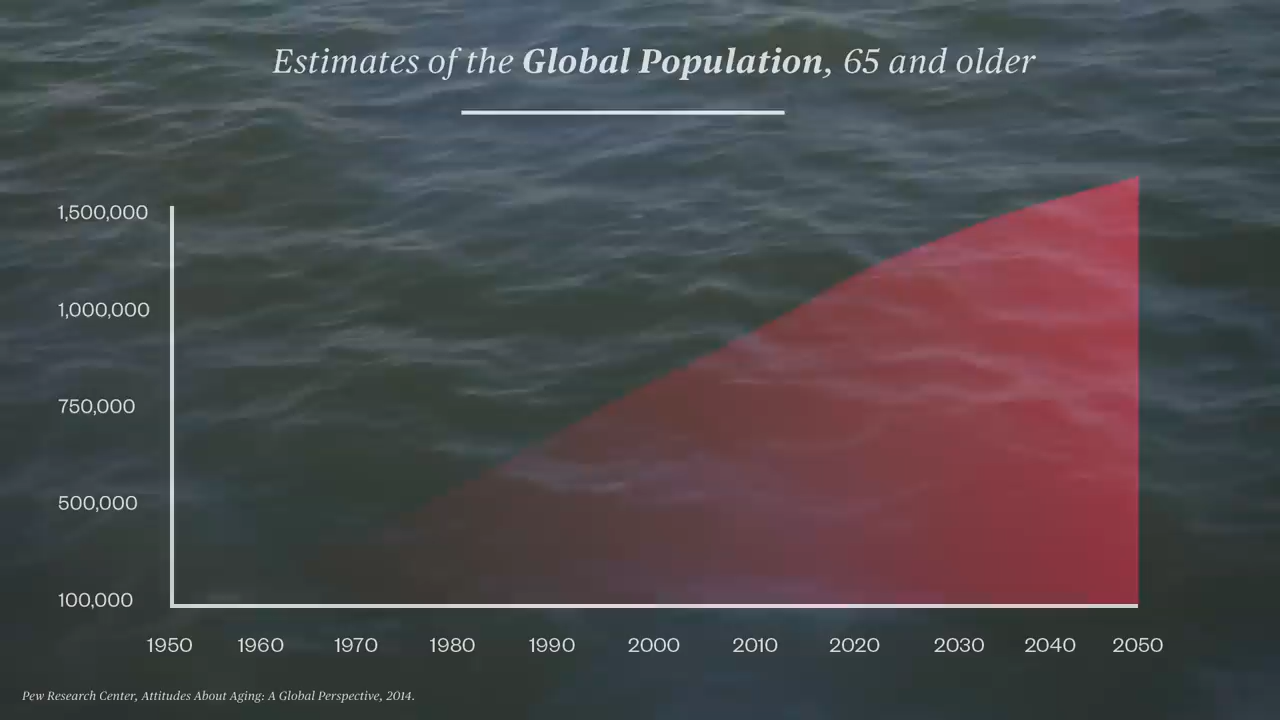 Estimates of the Global Population, 65 and older
1,500,000
1,000,000
750,000
500,000
100,000
1950 1960 1970 1980 1990 2000 2010 2020 2030 2040 2050
Pew Research Center, Attitudes About Aging: A Global Perspective, 2014.